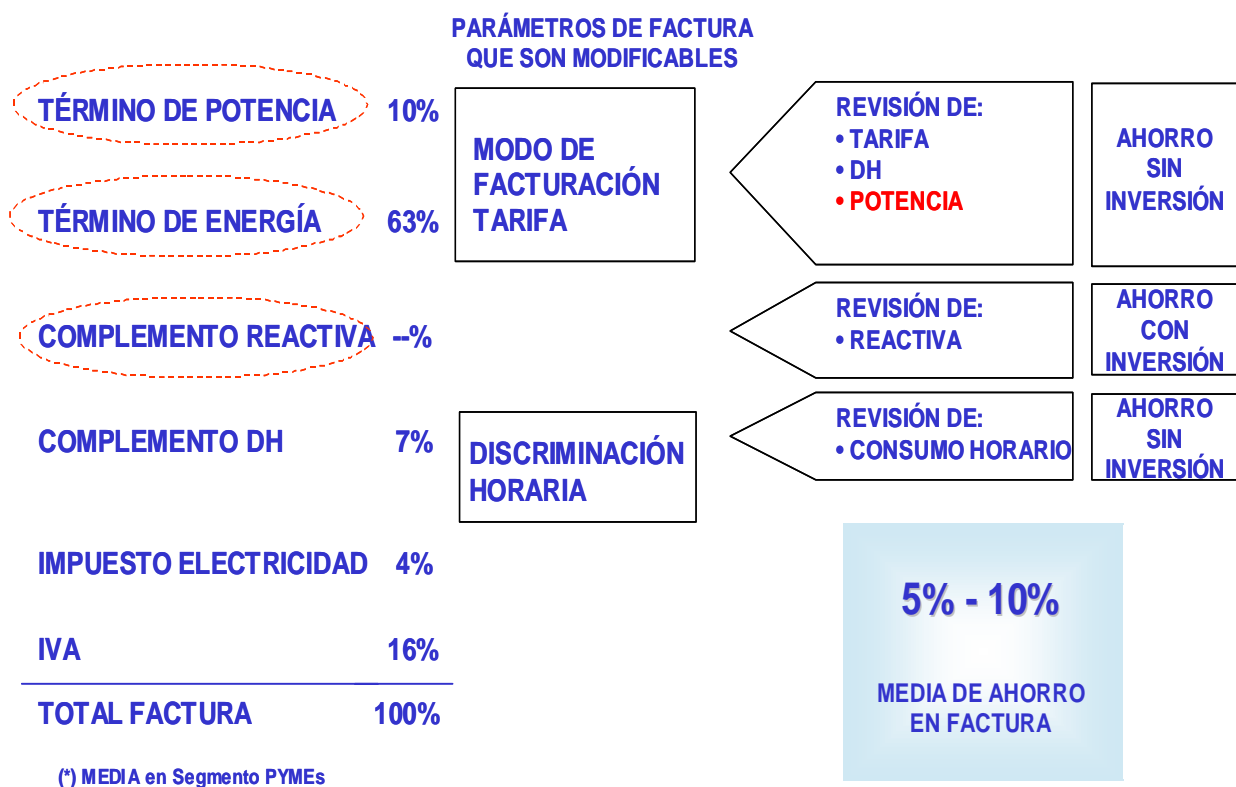 PARÁMETROS DE FACTURA
QUE SON MODIFICABLES
TÉRMINO DE POTENCIA 10%
TÉRMINO DE ENERGÍA 63%
MODO DE
FACTURACIÓN
TARIFA
REVISIÓN DE:
• TARIFA
• DH
• POTENCIA
AHORRO
SIN
INVERSIÓN
COMPLEMENTO REACTIVA --%
REVISIÓN DE:
• REACTIVA
AHORRO
CON
INVERSIÓN
COMPLEMENTO DH 7%
DISCRIMINACIÓN
HORARIA
REVISIÓN DE:
• CONSUMO HORARIO
AHORRO
SIN
INVERSIÓN
IMPUESTO ELECTRICIDAD 4%
IVA 16%
TOTAL FACTURA 100%
5% - 10%
MEDIA DE AHORRO
EN FACTURA
(*) MEDIA en Segmento PYMEs